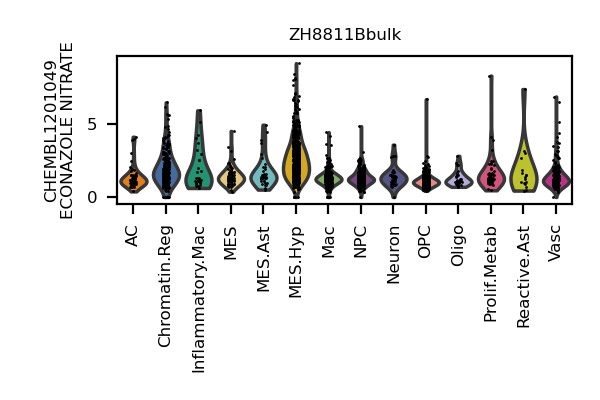 ZH8811Bbulk
CHEMBL1201049
ECONAZOLE NITRATE
5
0
AC
Chromatin.Reg
Inflammatory.Mac
MES
MES.Ast
MES.Hyp
Mac
NPC
Neuron
OPC
Oligo
Prolif.Metab
Reactive.Ast
Vasc